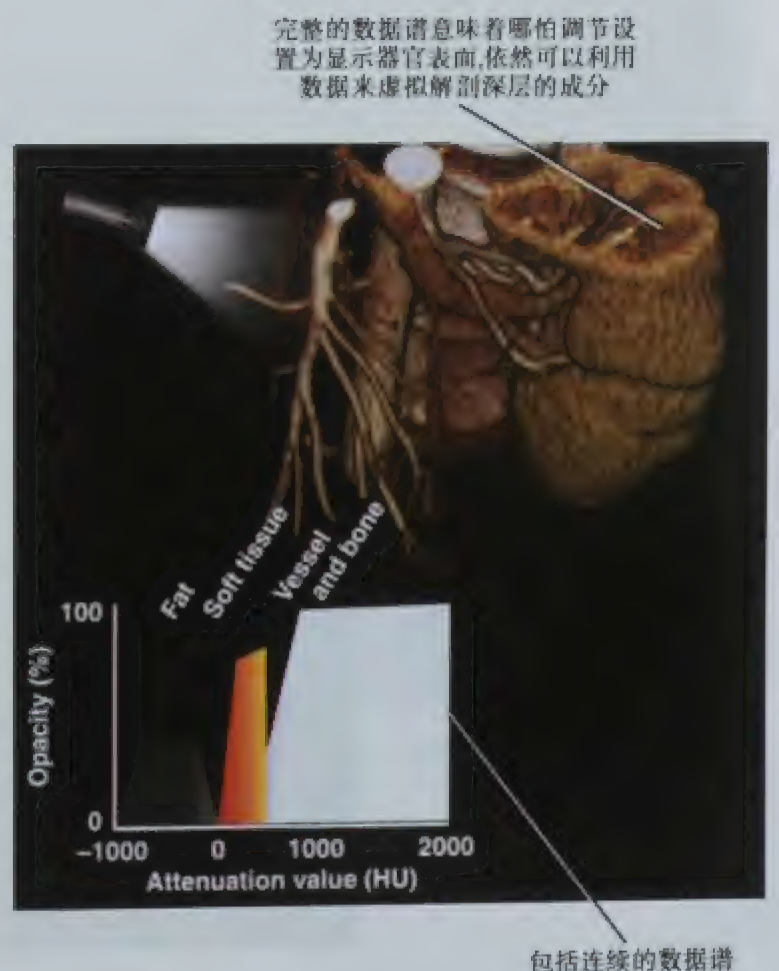 完整的数据谱意味着哪怕调节设
置为显示器官表面,依然可以利用
数据来虚拟解剖深层的成分
Fat
Soft tissue
Vessel
and bone
100
Opacity (%)
0
-1000
0
1000
2000
Attenuation value (HU)
包括连续的数据谱